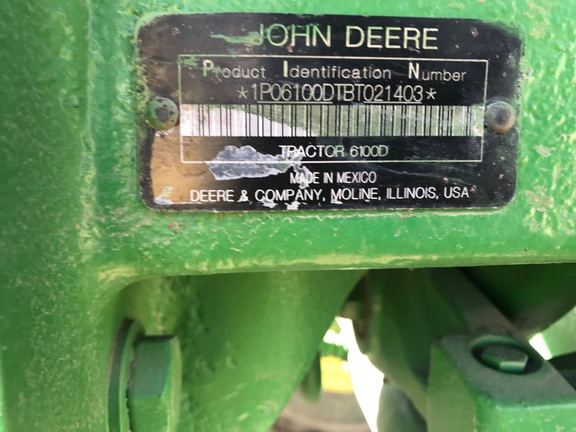 JOHN DEERE
Product Identification Number
*1P06100DTBT021403*
TRACTOR 6100D
MADE IN MEXICO
DEERE & COMPANY, MOLINE, ILLINOIS, USA